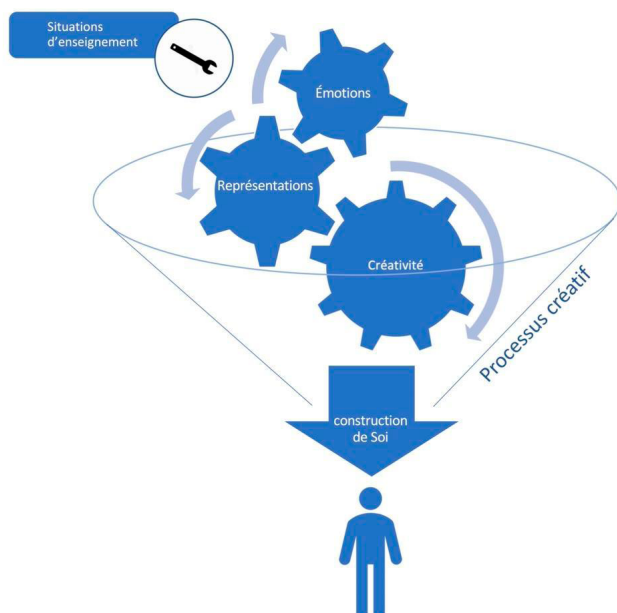 Situations
d'enseignement
Émotions
Représentations
Créativité
Processus créatif
construction
de Soi